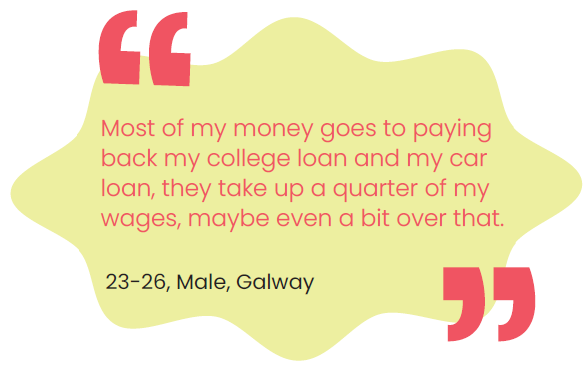 “
Most of my money goes to paying
back my college loan and my car
loan, they take up a quarter of my
wages, maybe even a bit over that.
23-26, Male, Galway
”